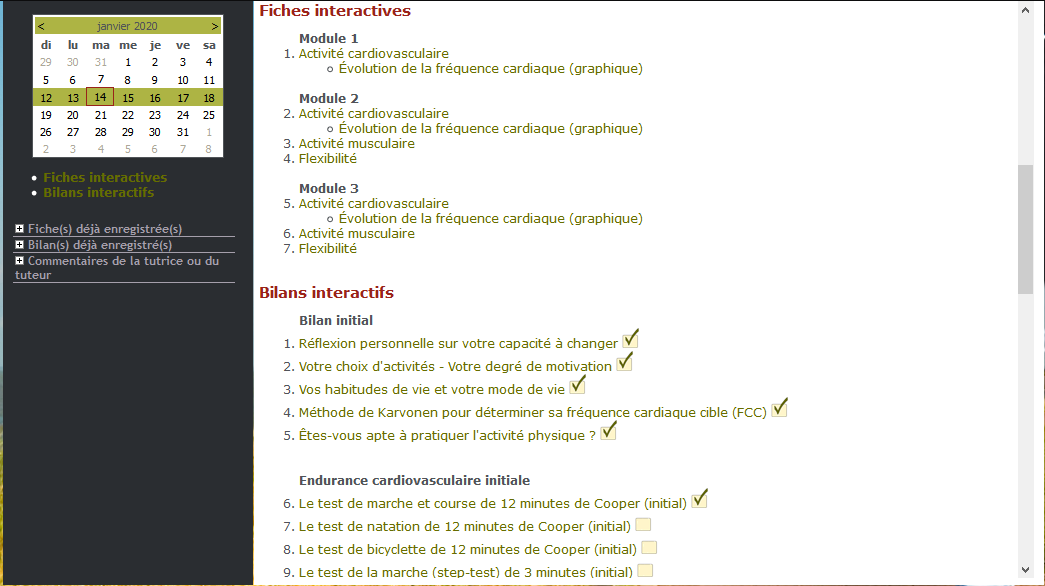 < janvier 2020 >
di lu ma me je ve sa
29 30 31 1 2 3 4
5 6 7 8 9 10 11
12 13 14 15 16 17 18
19 20 21 22 23 24 25
26 27 28 29 30 31 1
2 3 4 5 6 7 8
Fiches interactives
Bilans interactifs
Fiche(s) déjà enregistrée(s)
Bilan(s) déjà enregistré(s)
Commentaires de la tutrice ou du
tuteur
Fiches interactives
Module 1
1. Activité cardiovasculaire
Évolution de la fréquence cardiaque (graphique)
Module 2
2. Activité cardiovasculaire
Évolution de la fréquence cardiaque (graphique)
3. Activité musculaire
4. Flexibilité
Module 3
5. Activité cardiovasculaire
Évolution de la fréquence cardiaque (graphique)
6. Activité musculaire
7. Flexibilité
Bilans interactifs
Bilan initial
1. Réflexion personnelle sur votre capacité à changer
2. Votre choix d'activités - Votre degré de motivation
3. Vos habitudes de vie et votre mode de vie
4. Méthode de Karvonen pour déterminer sa fréquence cardiaque cible (FCC)
5. Êtes-vous apte à pratiquer l'activité physique ?
Endurance cardiovasculaire initiale
6. Le test de marche et course de 12 minutes de Cooper (initial)
7. Le test de natation de 12 minutes de Cooper (initial)
8. Le test de bicyclette de 12 minutes de Cooper (initial)
9. Le test de la marche (step-test) de 3 minutes (initial)